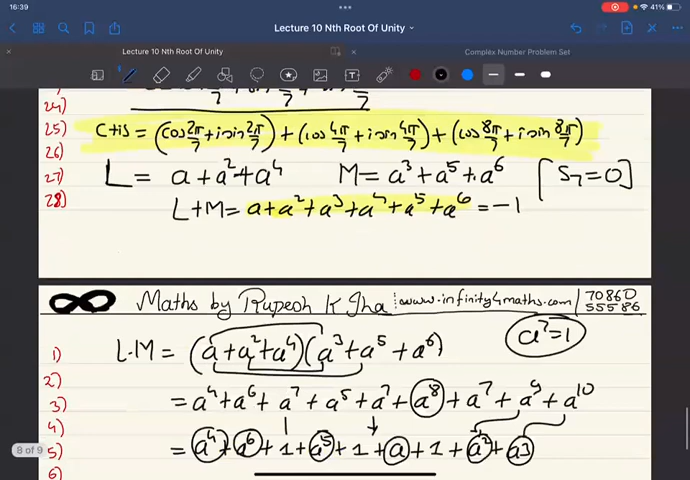 16:39
41%
Lecture 10 Nth Root Of Unity
Lecture 10 Nth Root Of Unity
Complex Number Problem Set
24)
25) C+is = (cos 2π/7 + i sin 2π/7) + (cos 4π/7 + i sin 4π/7) + (cos 8π/7 + i sin 8π/7)
26)
27) L = a + a² + a⁴ M = a³ + a⁵ + a⁶ [S₇ = 0]
28) L+M = a + a² + a³ + a⁴ + a⁵ + a⁶ = −1
Maths by Rupesh K Jha www.infinity4maths.com 7086D 55586
1) L·M = (a + a² + a⁴)(a³ + a⁵ + a⁶) a⁷ = 1
2)
3) = a⁴ + a⁶ + a⁷ + a⁵ + a⁷ + a⁸ + a⁷ + a⁹ + a¹⁰
4)
5) = a⁴ + a⁶ + 1 + a⁵ + 1 + a + 1 + a² + a3
6)
8 of 9